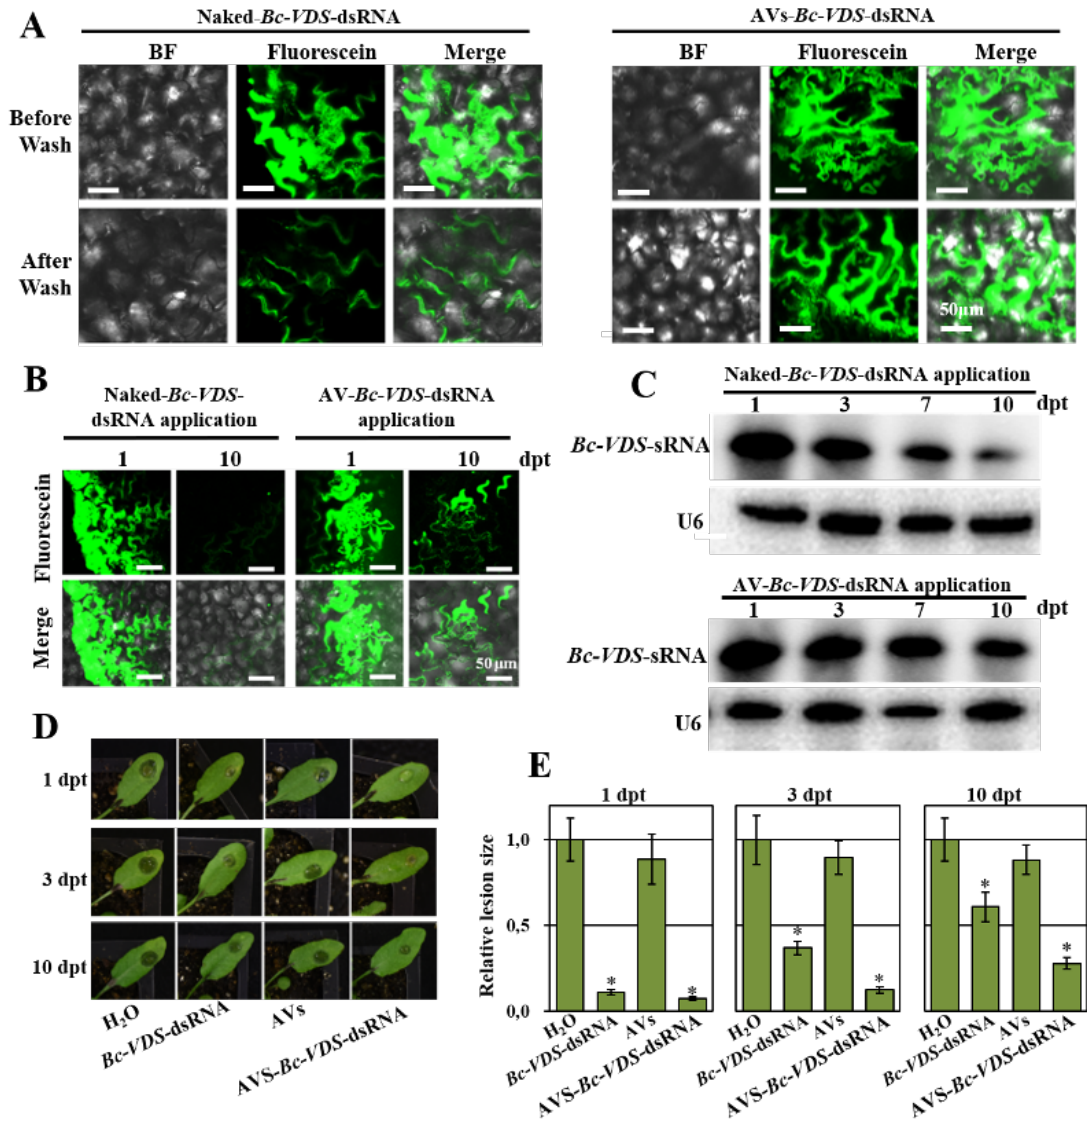 A
Naked-Bc-VDS-dsRNA
BF Fluorescein Merge
Before
Wash
After
Wash
AVs-Bc-VDS-dsRNA
BF Fluorescein Merge
50μm
B
Naked-Bc-VDS-
dsRNA application
AV-Bc-VDS-dsRNA
application
1 10 1 10 dpt
Fluorescein
Merge
50μm
C
Naked-Bc-VDS-dsRNA application
1 3 7 10 dpt
Bc-VDS-sRNA
U6
AV-Bc-VDS-dsRNA application
1 3 7 10 dpt
Bc-VDS-sRNA
U6
D
1 dpt
3 dpt
10 dpt
H₂O
Bc-VDS-dsRNA
AVs
AVS-Bc-VDS-dsRNA
E
1 dpt 3 dpt 10 dpt
Relative lesion size
1,0
0,5
0,0
* * * * * *
H₂O
Bc-VDS-dsRNA
AVs
AVS-Bc-VDS-dsRNA
H₂O
Bc-VDS-dsRNA
AVs
AVS-Bc-VDS-dsRNA
H₂O
Bc-VDS-dsRNA
AVs
AVS-Bc-VDS-dsRNA